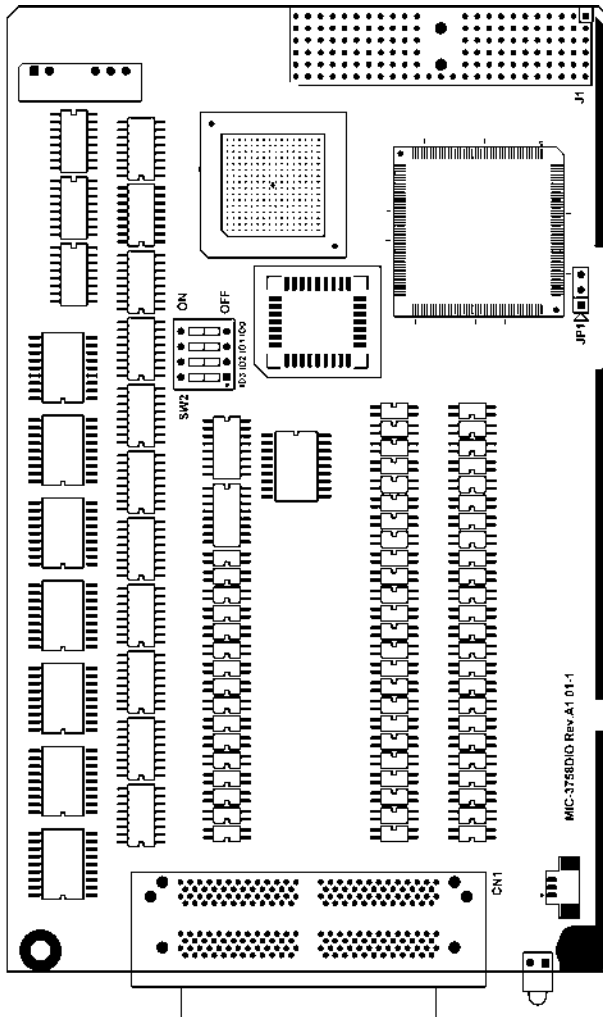 J1
JP1
ON
OFF
ID3 ID2 ID1 ID0
SW2
MIC-3758DIO Rev.A1 01-1
CN1